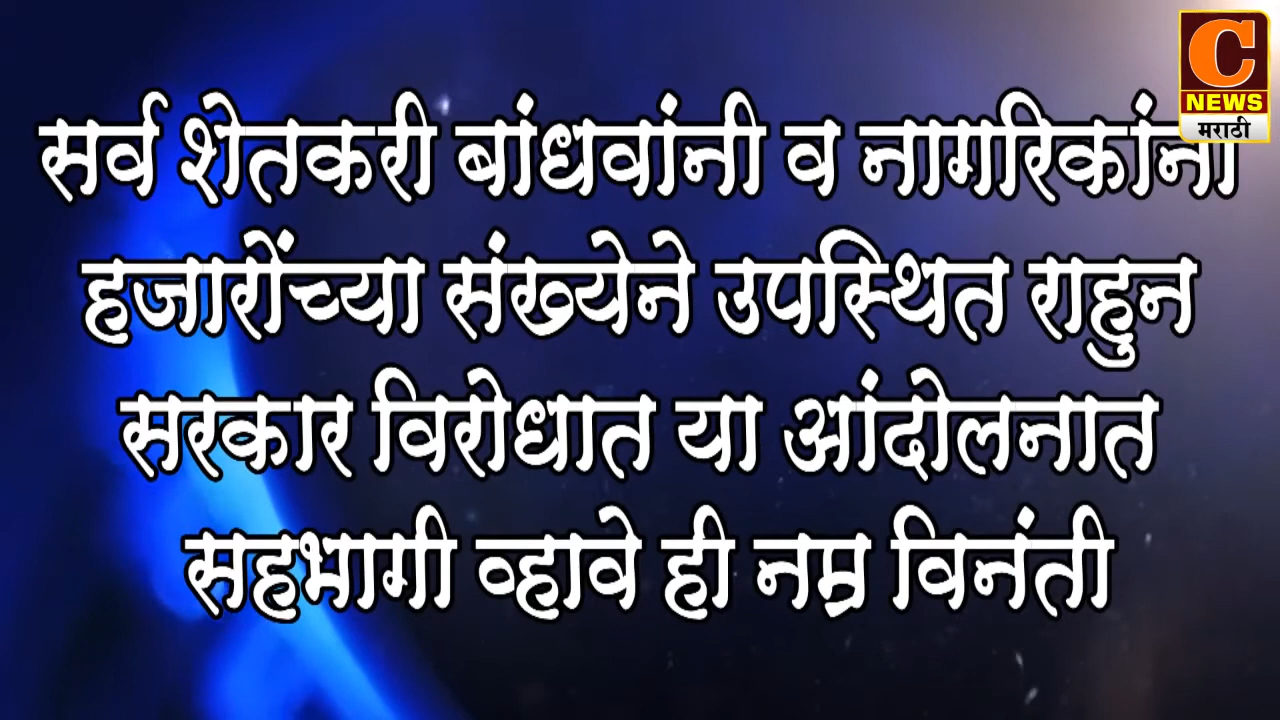 C
NEWS
मराठी
सर्व शेतकरी बांधवांनी व नागरिकांनी
हजारोंच्या संख्येने उपस्थित राहुन
सरकार विरोधात या आंदोलनात
सहभागी व्हावे ही नम्र विनंती